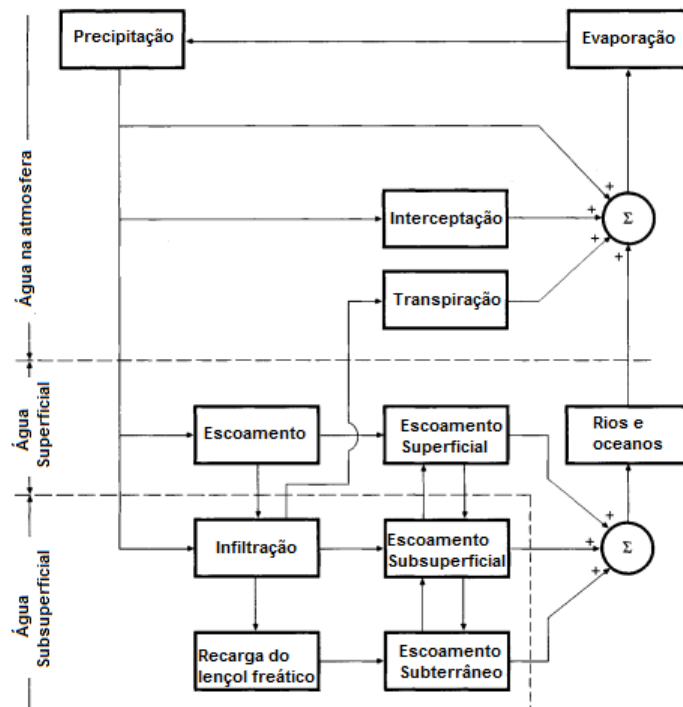 Precipitação
Evaporação
Água na atmosfera
+
Interceptação
+
Σ
+
+
Transpiração
Água
Superficial
Escoamento
Escoamento
Superficial
Rios e
oceanos
Água
Subsuperficial
Infiltração
Escoamento
Subsuperficial
+
+
Σ
+
Recarga do
lençol freático
Escoamento
Subterrâneo